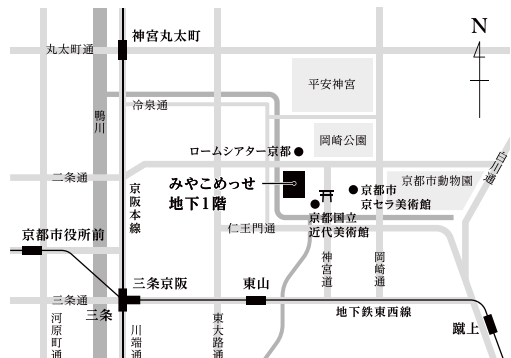 神宮丸太町
N
丸太町通
平安神宮
冷泉通
鴨川
岡崎公園
ロームシアター京都
白川通
二条通
みやこめっせ
地下1階
京阪本線
京都市動物園
京都市
京セラ美術館
京都国立
近代美術館
仁王門通
京都市役所前
神宮道
岡崎通
三条京阪
東山
三条通
三条
地下鉄東西線
蹴上
河原町通
川端通
東大路通